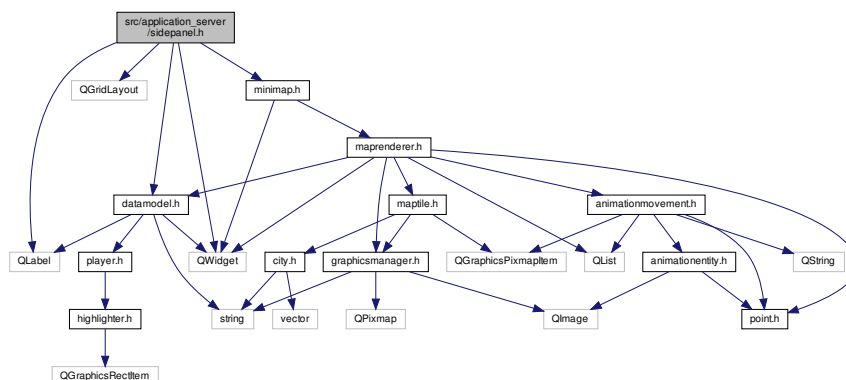 src/application_server
/sidepanel.h
QGridLayout
minimap.h
maprenderer.h
datamodel.h
maptile.h
animationmovement.h
QLabel
player.h
QWidget
city.h
graphicsmanager.h
QGraphicsPixmapItem
QList
animationentity.h
QString
highlighter.h
string
vector
QPixmap
QImage
point.h
QGraphicsRectItem